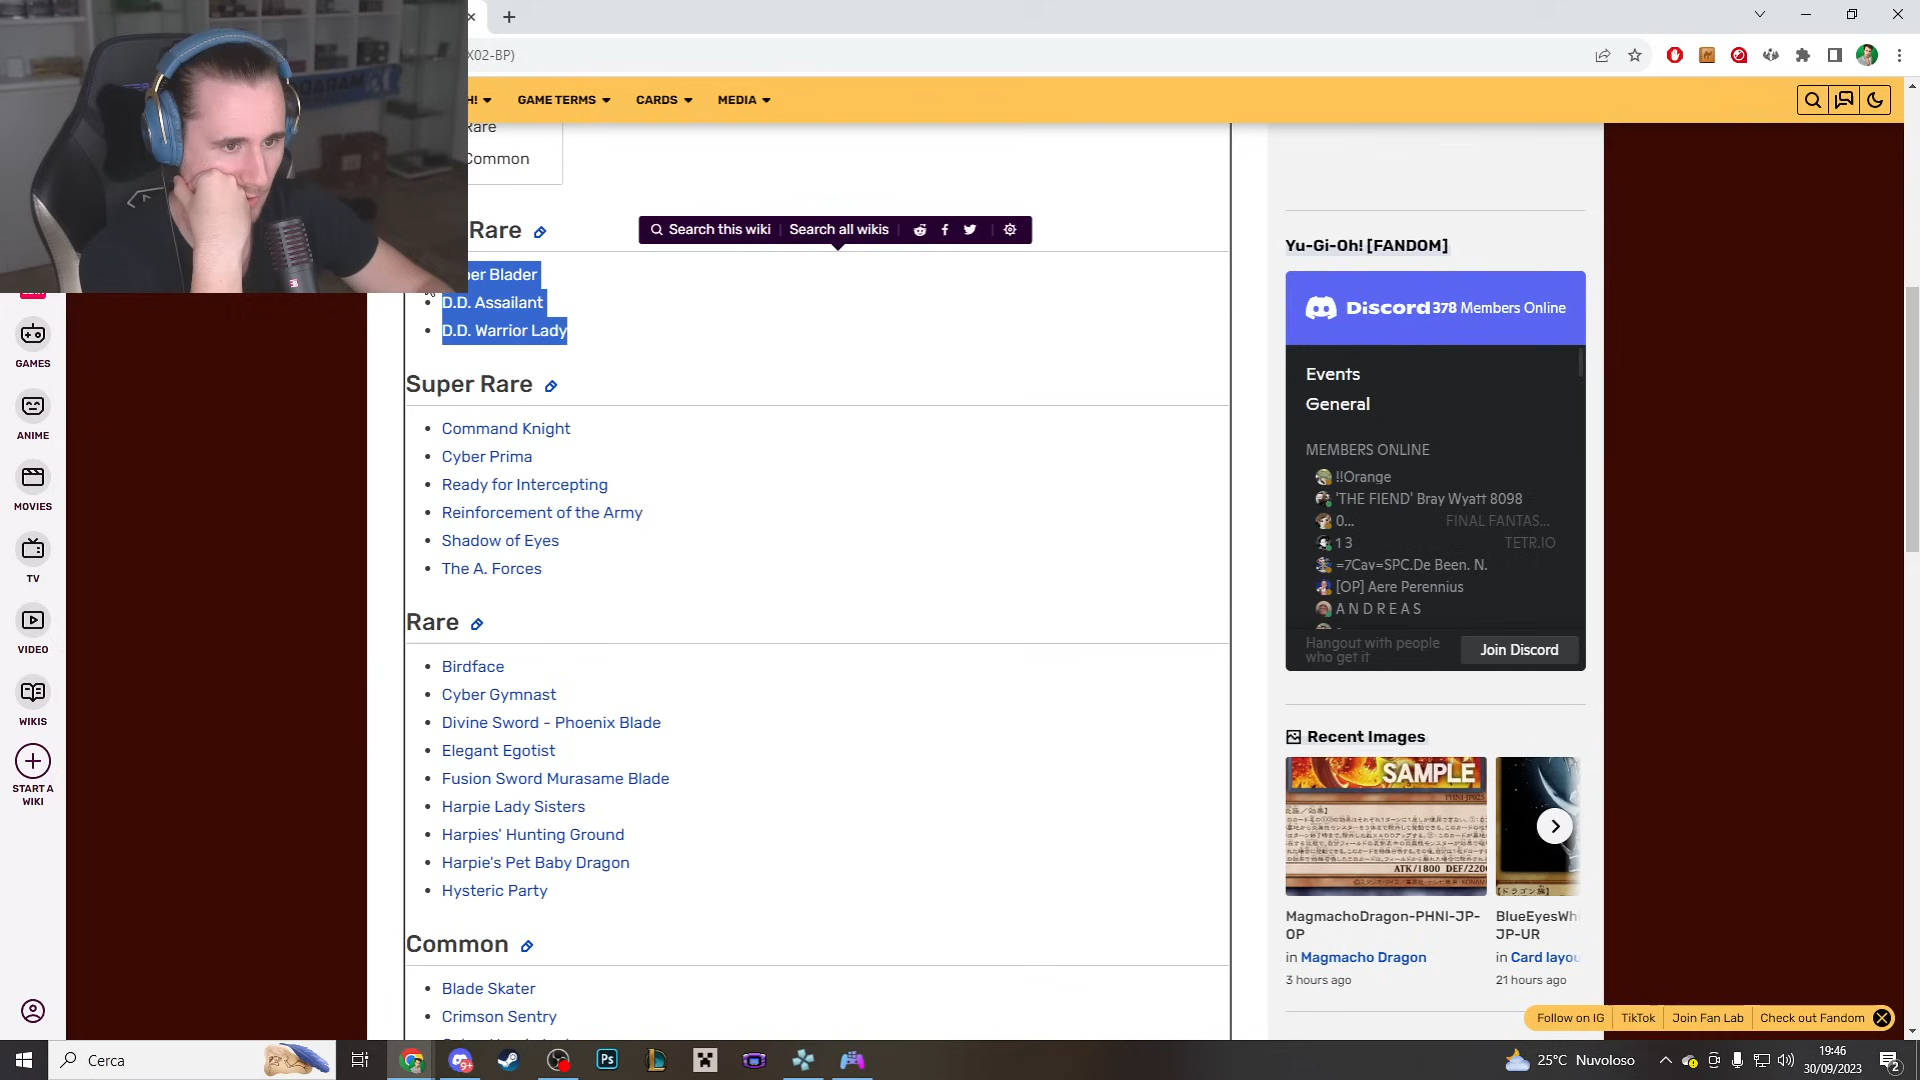 X02-BP)
H!
GAME TERMS
CARDS
MEDIA
Rare
Common
Rare
Search this wiki
Search all wikis
per Blader
D.D. Assailant
D.D. Warrior Lady
Super Rare
Command Knight
Cyber Prima
Ready for Intercepting
Reinforcement of the Army
Shadow of Eyes
The A. Forces
Rare
Birdface
Cyber Gymnast
Divine Sword - Phoenix Blade
Elegant Egotist
Fusion Sword Murasame Blade
Harpie Lady Sisters
Harpies' Hunting Ground
Harpie's Pet Baby Dragon
Hysteric Party
Common
Blade Skater
Crimson Sentry
GAMES
ANIME
MOVIES
TV
VIDEO
WIKIS
START A
WIKI
Yu-Gi-Oh! [FANDOM]
Discord 378 Members Online
Events
General
MEMBERS ONLINE
!!Orange
'THE FIEND' Bray Wyatt 8098
0... FINAL FANTAS...
1 3 TETR.IO
=7Cav=SPC.De Been. N.
[OP] Aere Perennius
A N D R E A S
Hangout with people
who get it
Join Discord
Recent Images
SAMPLE
PHNI-JP025
ATK/1800 DEF/2200
MagmachoDragon-PHNI-JP-
OP
in Magmacho Dragon
3 hours ago
BlueEyesWh
JP-UR
in Card layou
21 hours ago
Follow on IG
TikTok
Join Fan Lab
Check out Fandom
Cerca
9+
Ps
25°C Nuvoloso
19:46
30/09/2023
2